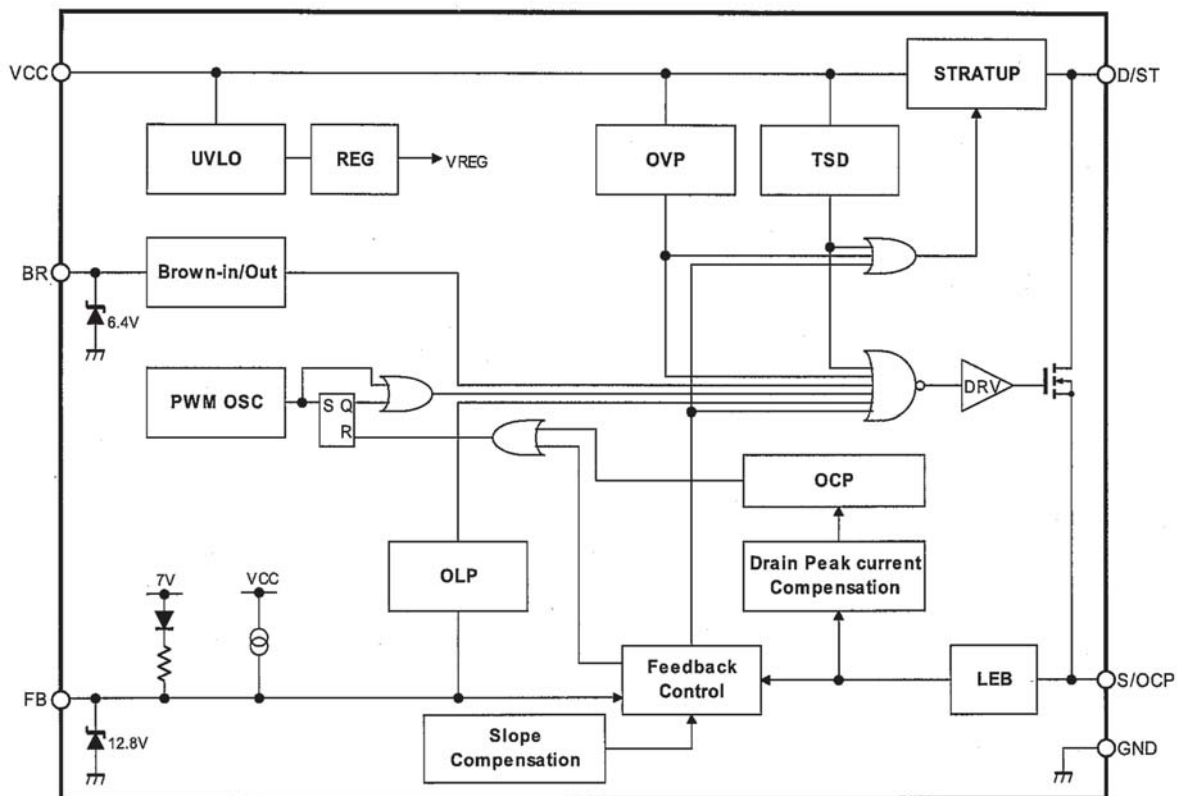 VCC
STRATUP
D/ST
UVLO
REG
VREG
OVP
TSD
BR
Brown-in/Out
6.4V
PWM OSC
S Q
R
DRV
OCP
Drain Peak current
Compensation
OLP
7V
VCC
Feedback
Control
LEB
FB
S/OCP
12.8V
Slope
Compensation
GND